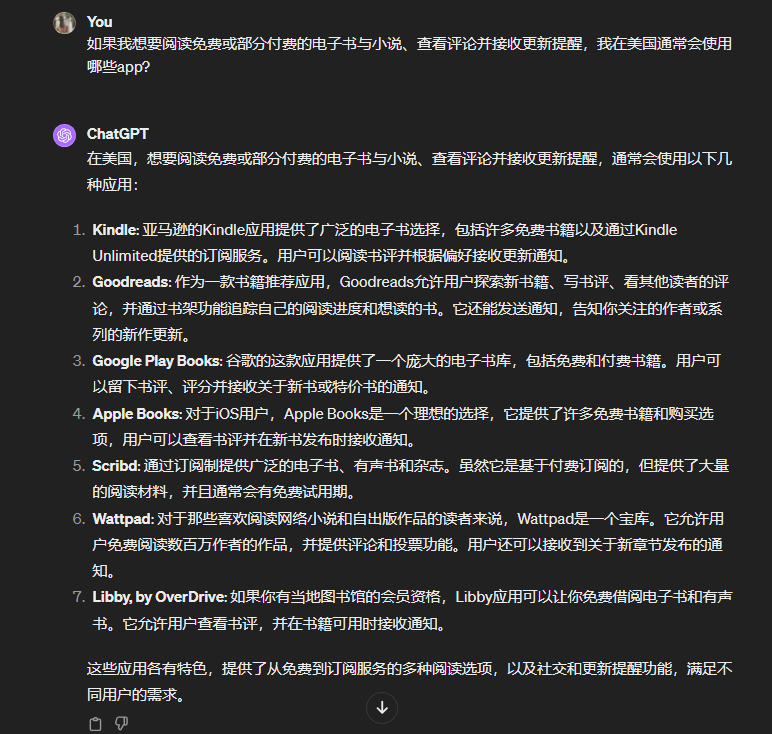 You
如果我想要阅读免费或部分付费的电子书与小说、查看评论并接收更新提醒，我在美国通常会使用
哪些app?
ChatGPT
在美国，想要阅读免费或部分付费的电子书与小说、查看评论并接收更新提醒，通常会使用以下几
种应用：
1. Kindle: 亚马逊的Kindle应用提供了广泛的电子书选择，包括许多免费书籍以及通过Kindle
Unlimited提供的订阅服务。用户可以阅读书评并根据偏好接收更新通知。
2. Goodreads: 作为一款书籍推荐应用，Goodreads允许用户探索新书籍、写书评、看其他读者的评
论，并通过书架功能追踪自己的阅读进度和想读的书。它还能发送通知，告知你关注的作者或系
列的新作更新。
3. Google Play Books: 谷歌的这款应用提供了一个庞大的电子书库，包括免费和付费书籍。用户可
以留下书评、评分并接收关于新书或特价书的通知。
4. Apple Books: 对于iOS用户，Apple Books是一个理想的选择，它提供了许多免费书籍和购买选
项，用户可以查看书评并在新书发布时接收通知。
5. Scribd: 通过订阅制提供广泛的电子书、有声书和杂志。虽然它是基于付费订阅的，但提供了大量
的阅读材料，并且通常会有免费试用期。
6. Wattpad: 对于那些喜欢阅读网络小说和自出版作品的读者来说，Wattpad是一个宝库。它允许用
户免费阅读数百万作者的作品，并提供评论和投票功能。用户还可以接收到关于新章节发布的通
知。
7. Libby, by OverDrive: 如果你有当地图书馆的会员资格，Libby应用可以让你免费借阅电子书和有声
书。它允许用户查看书评，并在书籍可用时接收通知。
这些应用各有特色，提供了从免费到订阅服务的多种阅读选项，以及社交和更新提醒功能，满足不
同用户的需求。